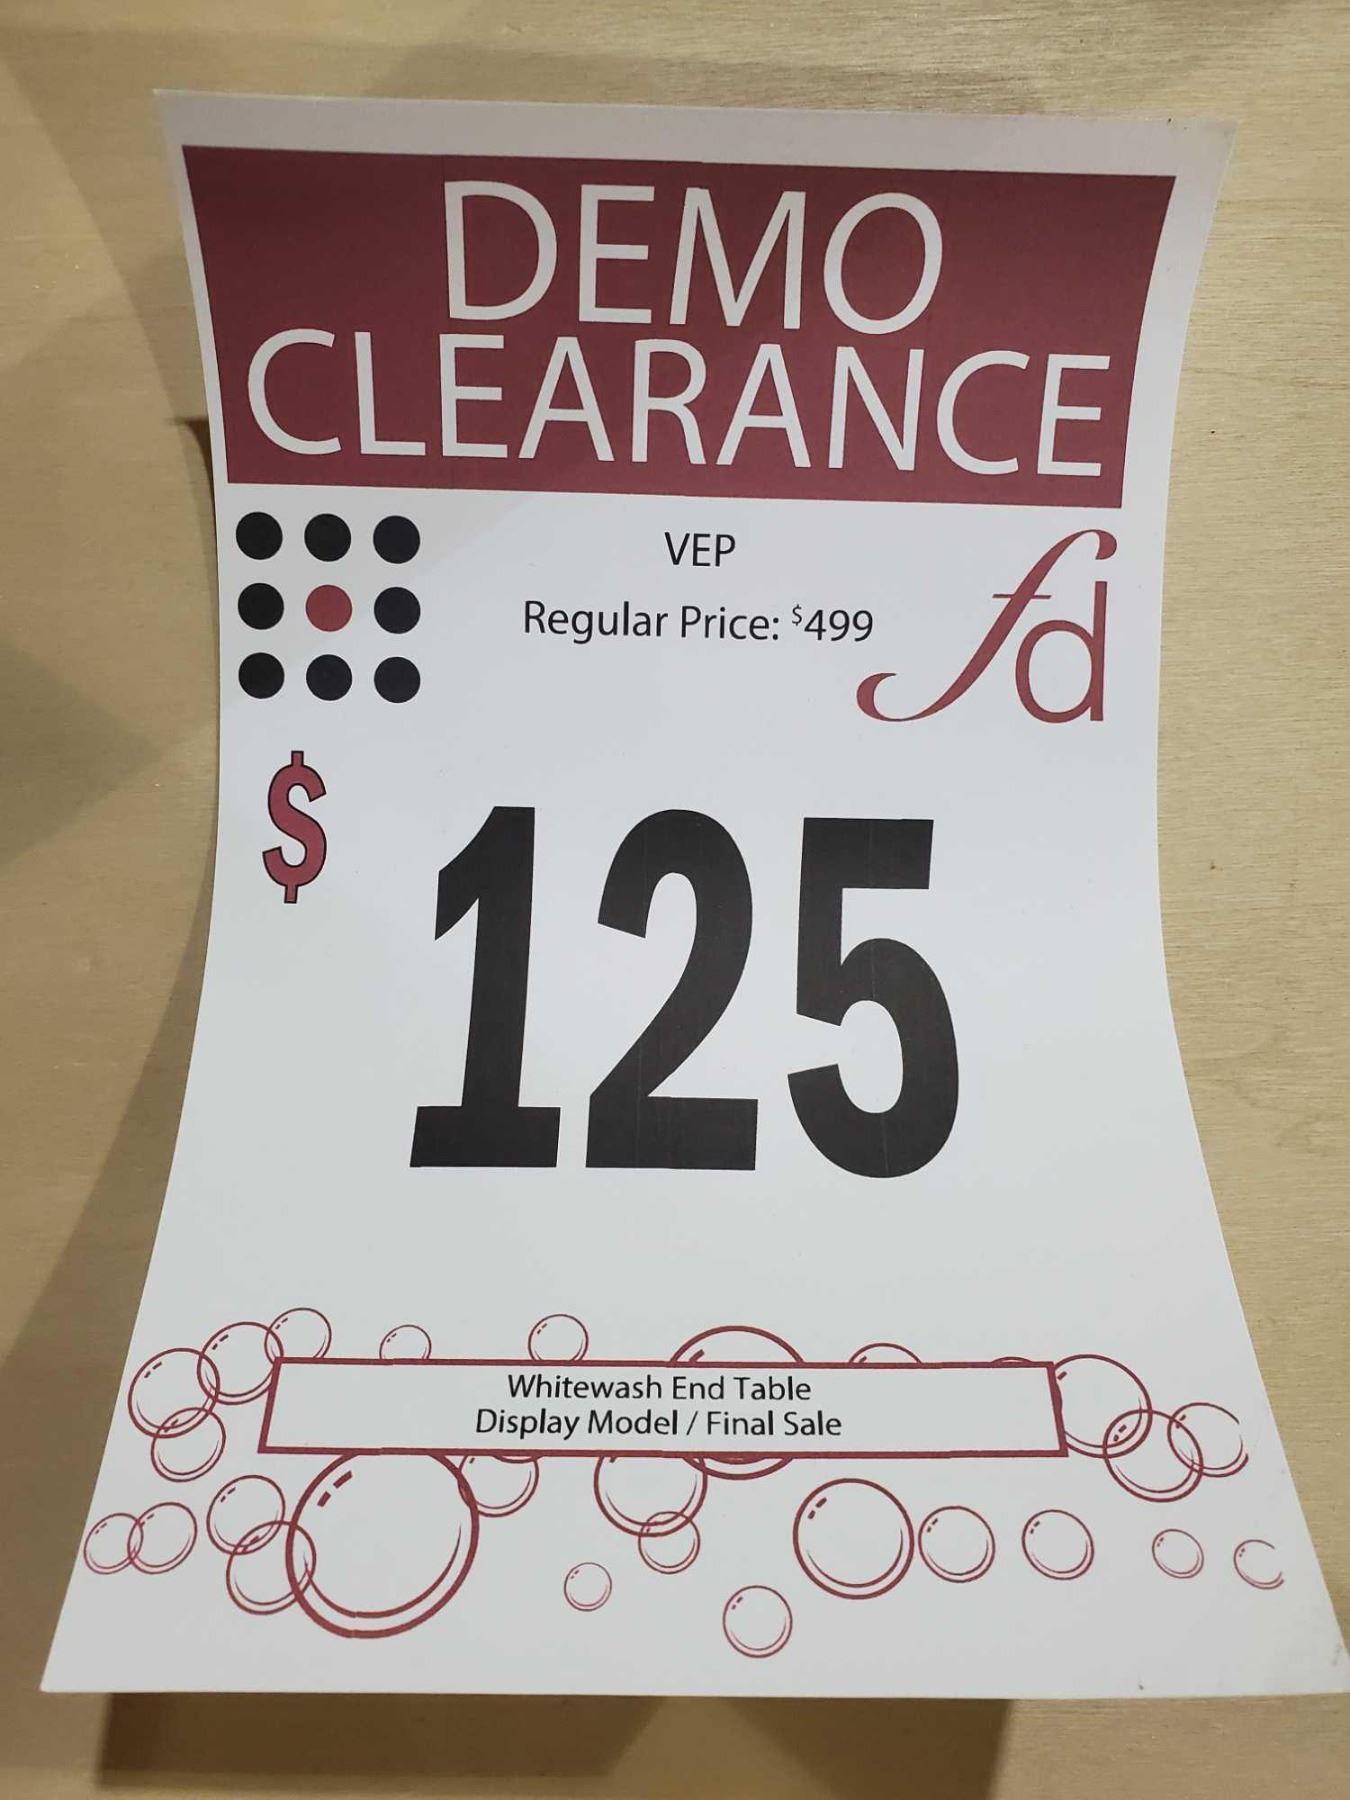 DEMO
CLEARANCE
VEP
Regular Price: $499
fd
$125
Whitewash End Table
Display Model / Final Sale